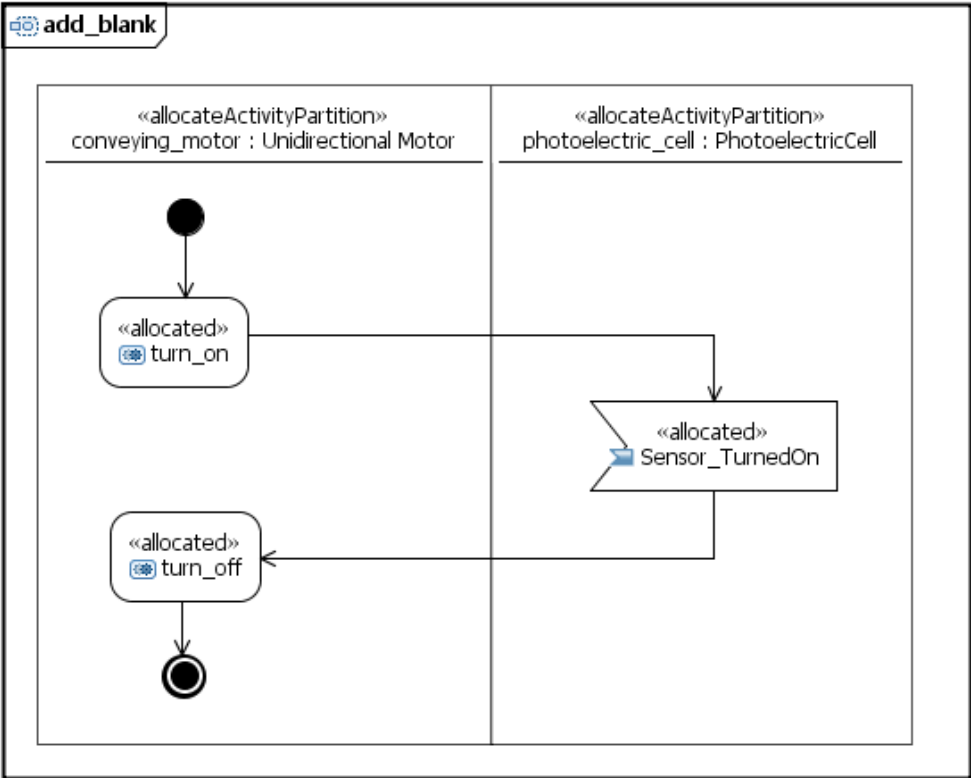 add_blank
«allocateActivityPartition»
conveying_motor : Unidirectional Motor
«allocateActivityPartition»
photoelectric_cell : PhotoelectricCell
«allocated»
turn_on
«allocated»
Sensor_TurnedOn
«allocated»
turn_off